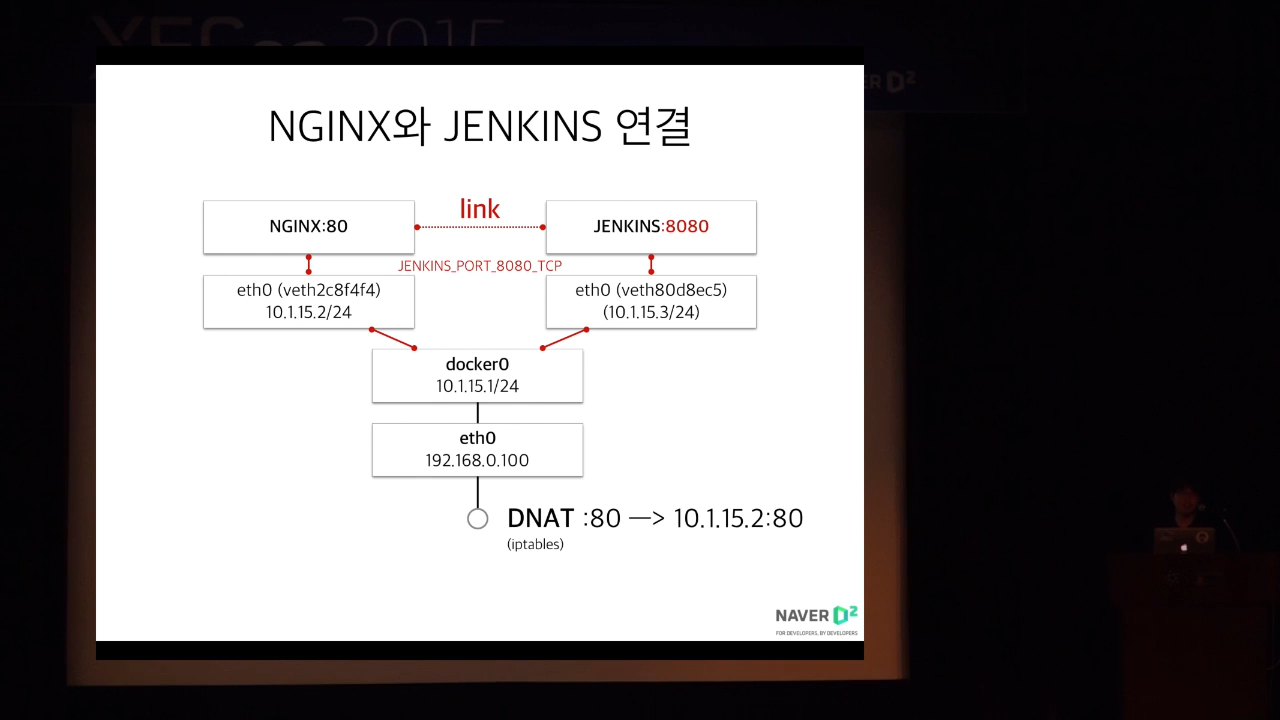 NGINX와 JENKINS 연결
link
NGINX:80
JENKINS:8080
JENKINS_PORT_8080_TCP
eth0 (veth2c8f4f4)
10.1.15.2/24
eth0 (veth80d8ec5)
(10.1.15.3/24)
docker0
10.1.15.1/24
eth0
192.168.0.100
DNAT :80 —> 10.1.15.2:80
(iptables)
NAVER D2
FOR DEVELOPERS, BY DEVELOPERS
2015